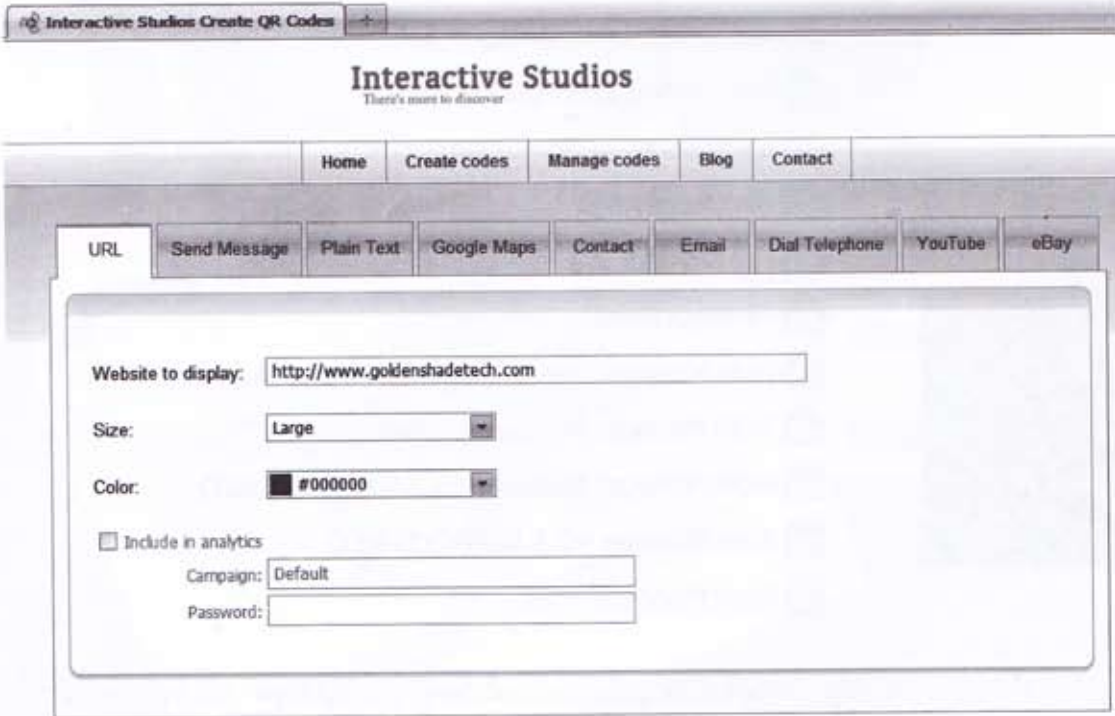 Interactive Studios Create QR Codes +
Interactive Studios
There's more to discover
Home Create codes Manage codes Blog Contact
URL Send Message Plain Text Google Maps Contact Email Dial Telephone YouTube eBay
Website to display: http://www.goldenshadetech.com
Size: Large
Color: #000000
Include in analytics
Campaign: Default
Password: